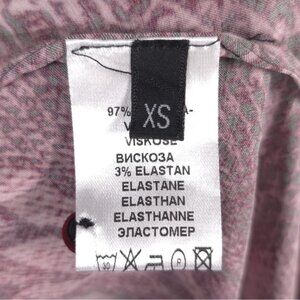 XS
97%
VISKOSE
ВИСКОЗА
3% ELASTAN
ELASTANE
ELASTHAN
ELASTHANNE
ЭЛАСТОМЕР
30